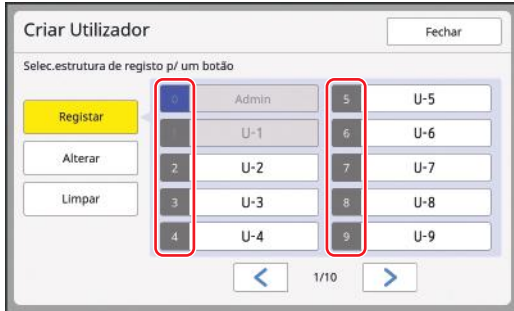 Criar Utilizador
Fechar
Selec.estrutura de registo p/ um botão
Registar
Alterar
Limpar
0 Admin 5 U-5
1 U-1 6 U-6
2 U-2 7 U-7
3 U-3 8 U-8
4 U-4 9 U-9
1/10